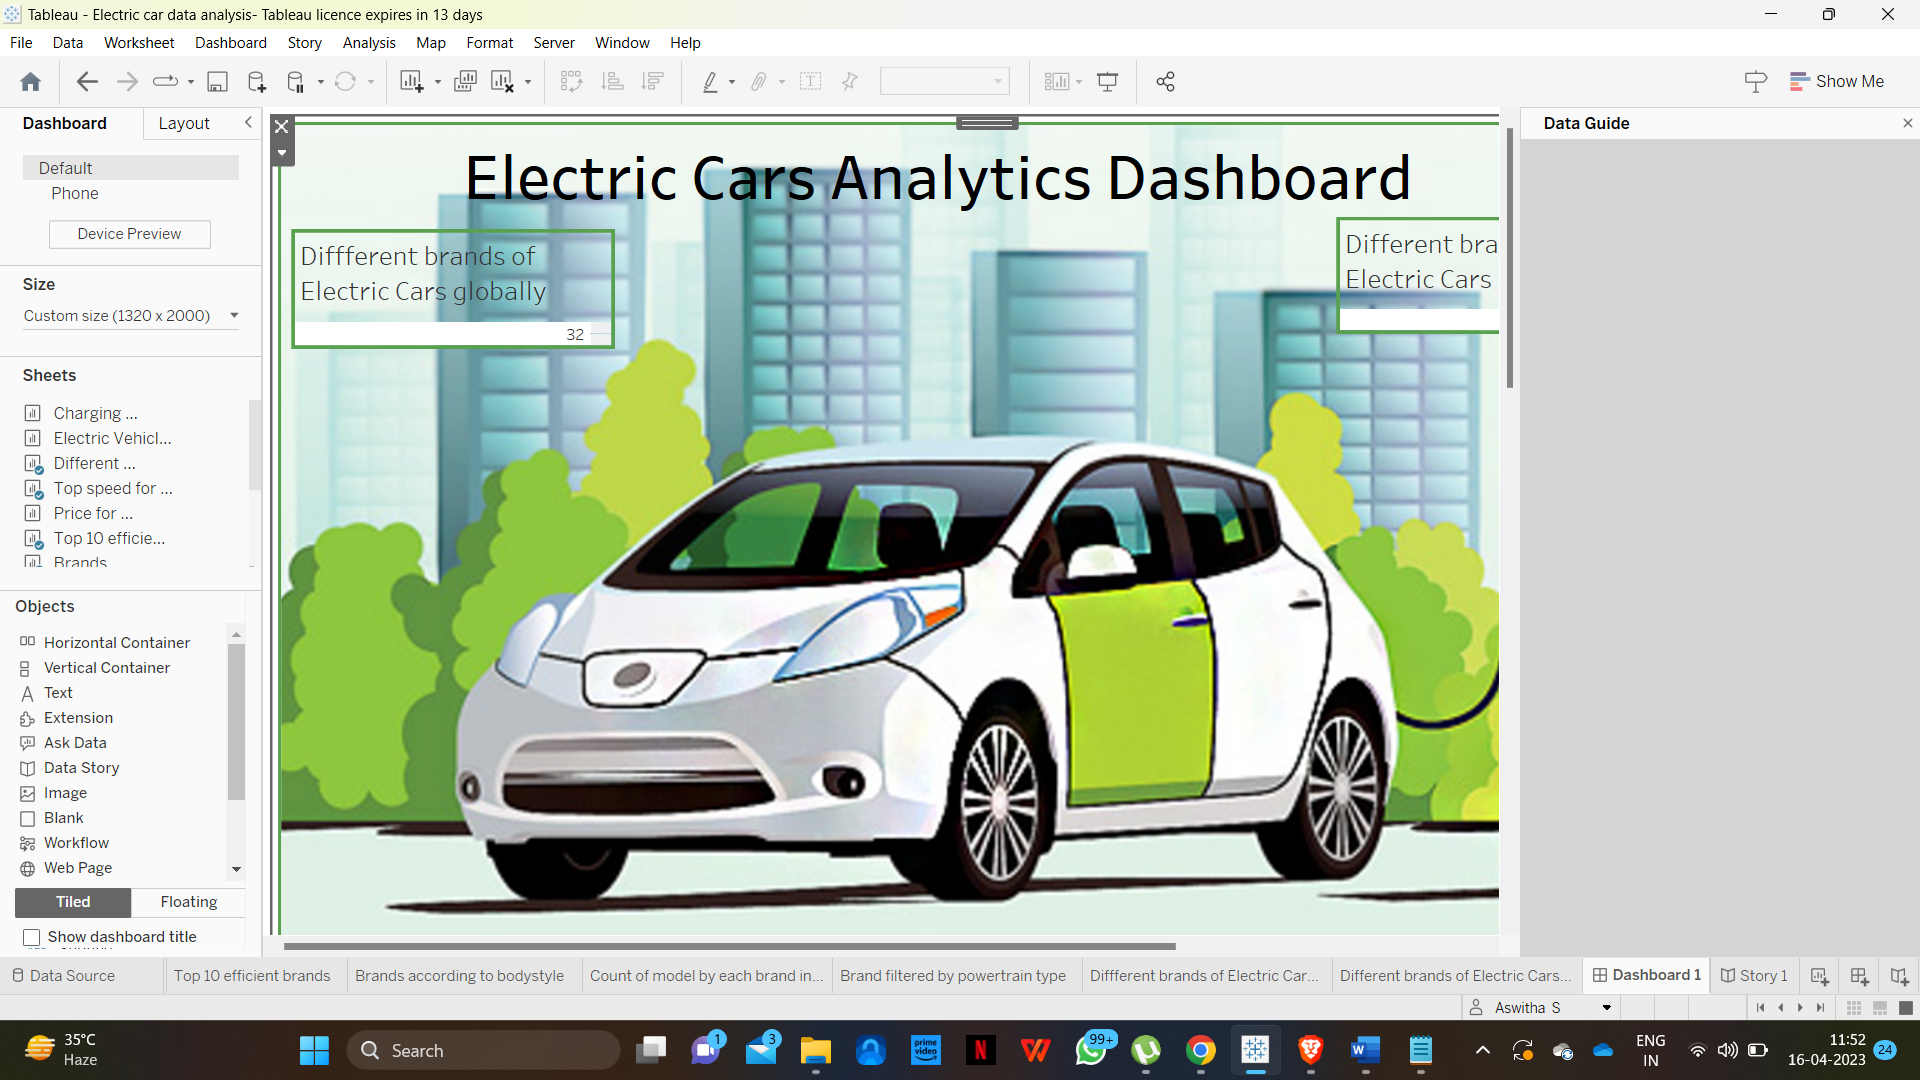 Tableau - Electric car data analysis- Tableau licence expires in 13 days
File Data Worksheet Dashboard Story Analysis Map Format Server Window Help
Show Me
Dashboard Layout
Default
Phone
Device Preview
Size
Custom size (1320 x 2000)
Sheets
Charging ...
Electric Vehicl...
Different ...
Top speed for ...
Price for ...
Top 10 efficie...
Brands
Objects
Horizontal Container
Vertical Container
Text
Extension
Ask Data
Data Story
Image
Blank
Workflow
Web Page
Tiled Floating
Show dashboard title
Electric Cars Analytics Dashboard
Diffferent brands of
Electric Cars globally
32
Different bra
Electric Cars
Data Guide
Data Source Top 10 efficient brands Brands according to bodystyle Count of model by each brand in... Brand filtered by powertrain type Diffferent brands of Electric Car... Different brands of Electric Cars... Dashboard 1 Story 1
Aswitha S
35°C
Haze
Search
1
3
prime video
N
W
99+
W
ENG
IN
11:52
16-04-2023
24